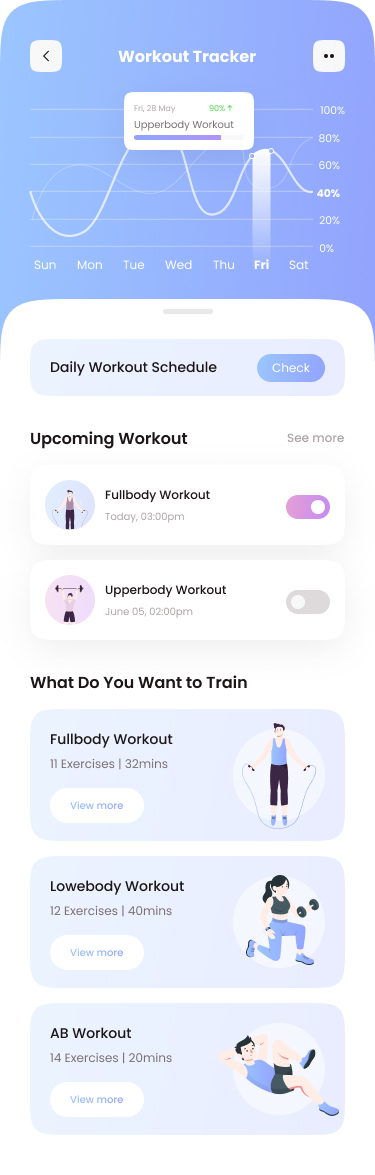 Workout Tracker
Fri, 28 May 90% ↑
Upperbody Workout
100%
80%
60%
40%
20%
0%
Sun Mon Tue Wed Thu Fri Sat
Daily Workout Schedule Check
Upcoming Workout See more
Fullbody Workout
Today, 03:00pm
Upperbody Workout
June 05, 02:00pm
What Do You Want to Train
Fullbody Workout
11 Exercises | 32mins
View more
Lowebody Workout
12 Exercises | 40mins
View more
AB Workout
14 Exercises | 20mins
View more